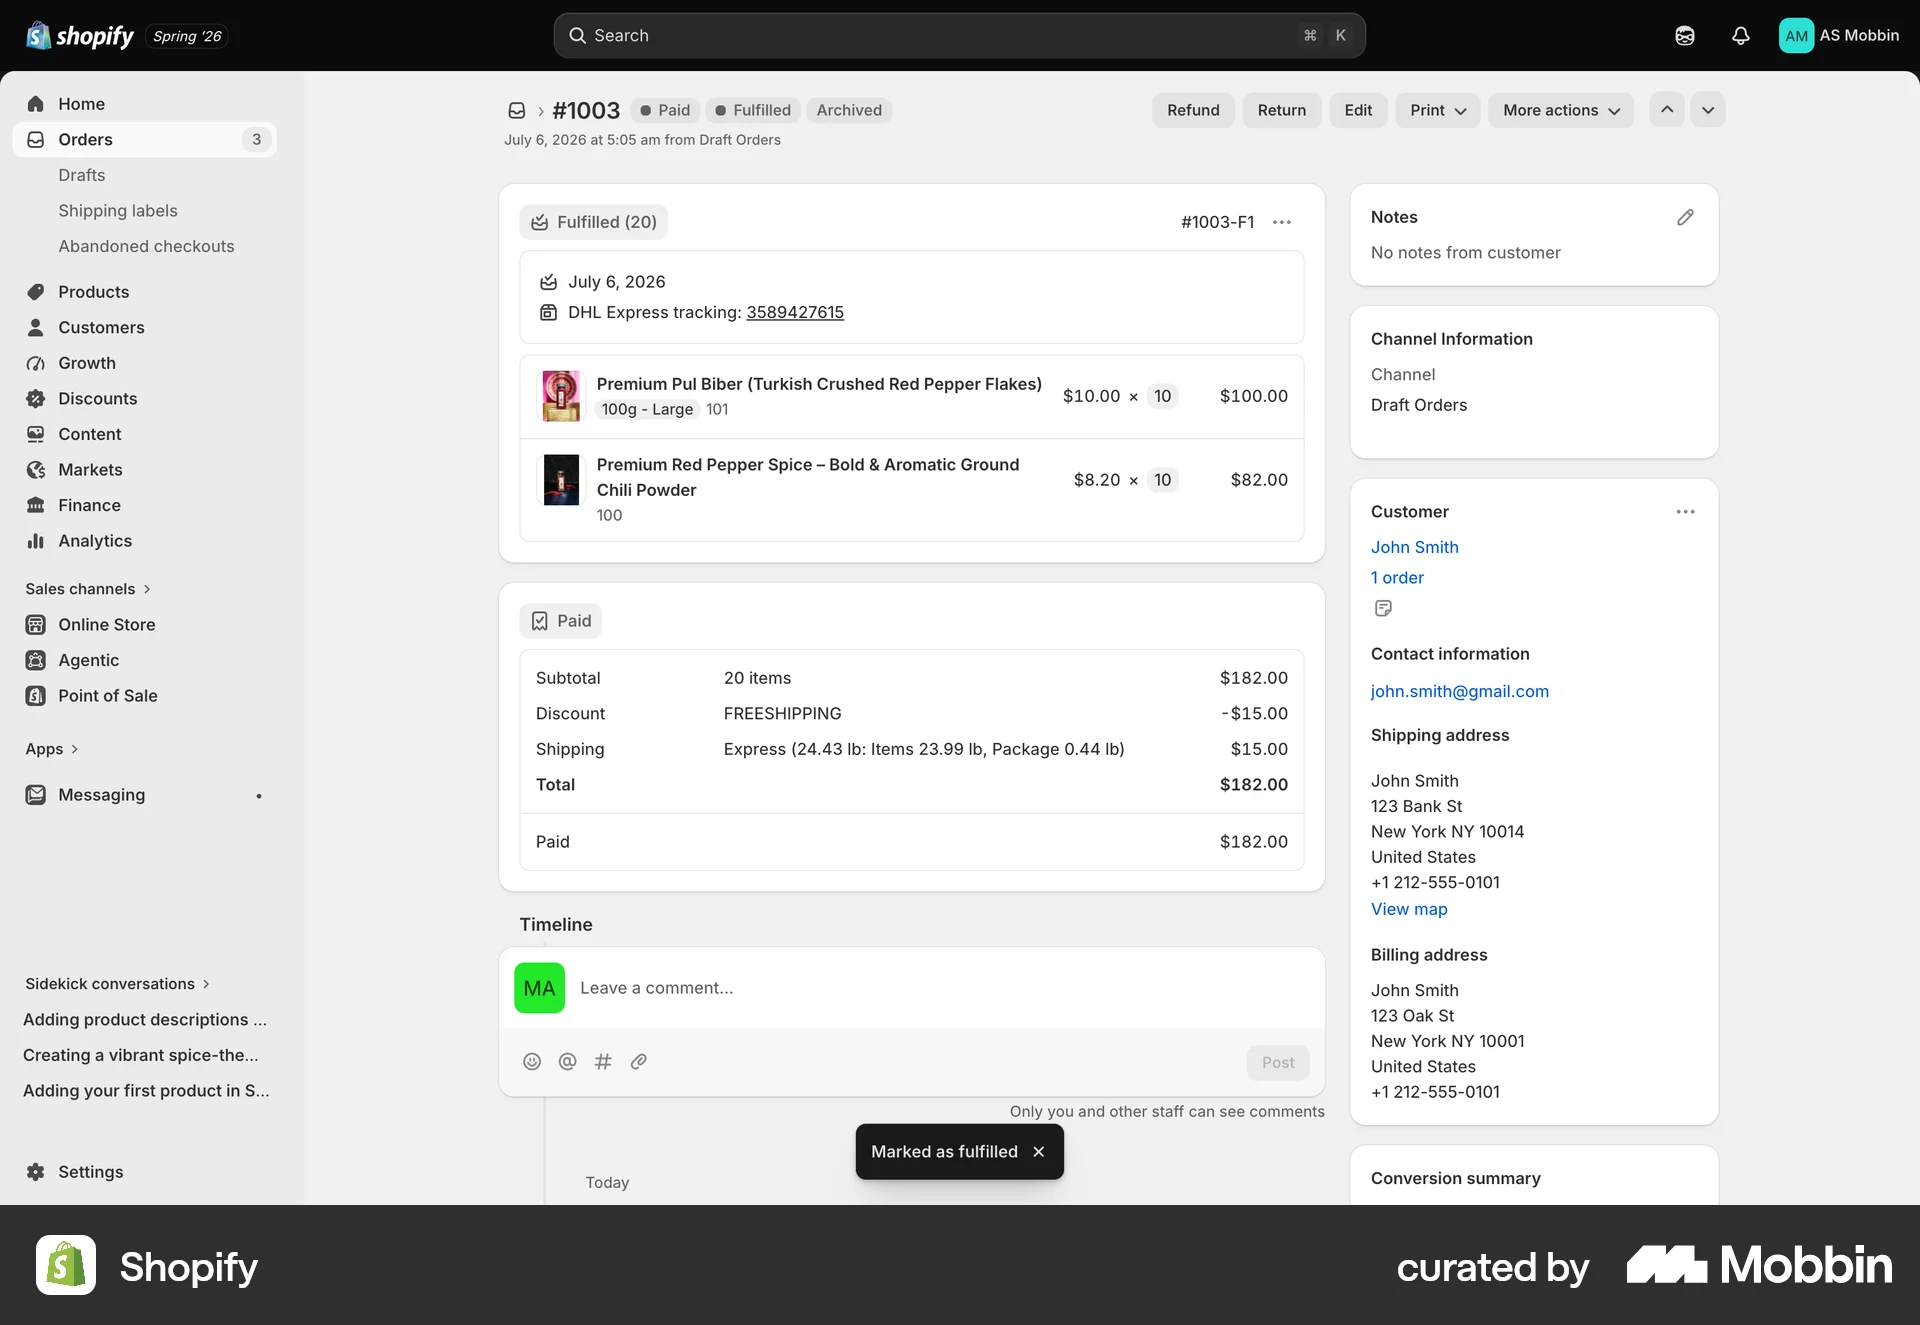 shopify
Spring '26
Search
⌘ K
AM
AS Mobbin
Home
Orders
3
Drafts
Shipping labels
Abandoned checkouts
Products
Customers
Growth
Discounts
Content
Markets
Finance
Analytics
Sales channels
Online Store
Agentic
Point of Sale
Apps
Messaging
Sidekick conversations
Adding product descriptions ...
Creating a vibrant spice-the...
Adding your first product in S...
Settings
#1003
Paid
Fulfilled
Archived
July 6, 2026 at 5:05 am from Draft Orders
Refund
Return
Edit
Print
More actions
Fulfilled (20)
#1003-F1
July 6, 2026
DHL Express tracking: 3589427615
Premium Pul Biber (Turkish Crushed Red Pepper Flakes)
100g - Large 101
$10.00 × 10
$100.00
Premium Red Pepper Spice – Bold & Aromatic Ground
Chili Powder
100
$8.20 × 10
$82.00
Paid
Subtotal 20 items $182.00
Discount FREESHIPPING -$15.00
Shipping Express (24.43 lb: Items 23.99 lb, Package 0.44 lb) $15.00
Total $182.00
Paid $182.00
Timeline
MA
Leave a comment...
Post
Only you and other staff can see comments
Marked as fulfilled
Today
Notes
No notes from customer
Channel Information
Channel
Draft Orders
Customer
John Smith
1 order
Contact information
john.smith@gmail.com
Shipping address
John Smith
123 Bank St
New York NY 10014
United States
+1 212-555-0101
View map
Billing address
John Smith
123 Oak St
New York NY 10001
United States
+1 212-555-0101
Conversion summary
Shopify
curated by
Mobbin